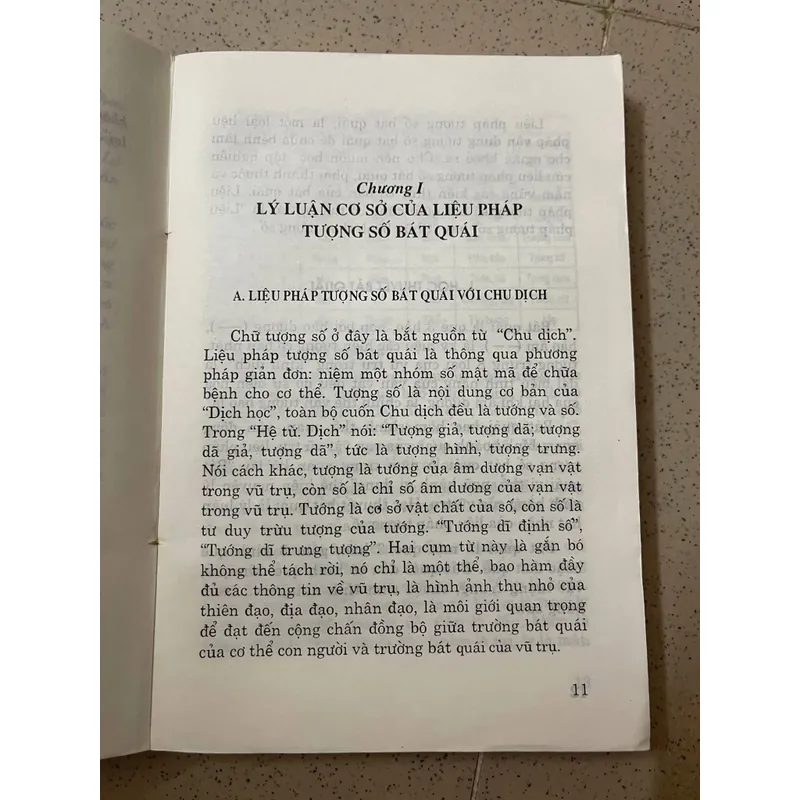 Chương I
LÝ LUẬN CƠ SỞ CỦA LIỆU PHÁP
TƯỢNG SỐ BÁT QUÁI
A. LIỆU PHÁP TƯỢNG SỐ BÁT QUÁI VỚI CHU DỊCH
Chữ tượng số ở đây là bắt nguồn từ “Chu dịch”.
Liệu pháp tượng số bát quái là thông qua phương
pháp giản đơn: niệm một nhóm số mật mã để chữa
bệnh cho cơ thể. Tượng số là nội dung cơ bản của
“Dịch học”, toàn bộ cuốn Chu dịch đều là tướng và số.
Trong “Hệ từ. Dịch” nói: “Tượng giả, tượng dã; tượng
dã giả, tượng dã”, tức là tượng hình, tượng trưng.
Nói cách khác, tượng là tướng của âm dương vạn vật
trong vũ trụ, còn số là chỉ số âm dương của vạn vật
trong vũ trụ. Tướng là cơ sở vật chất của số, còn số là
tư duy trừu tượng của tướng. “Tướng dĩ định số”,
“Tướng dĩ trưng tượng”. Hai cụm từ này là gắn bó
không thể tách rời, nó chỉ là một thể, bao hàm đầy
đủ các thông tin về vũ trụ, là hình ảnh thu nhỏ của
thiên đạo, địa đạo, nhân đạo, là môi giới quan trọng
để đạt đến cộng chấn đồng bộ giữa trường bát quái
của cơ thể con người và trường bát quái của vũ trụ.
11